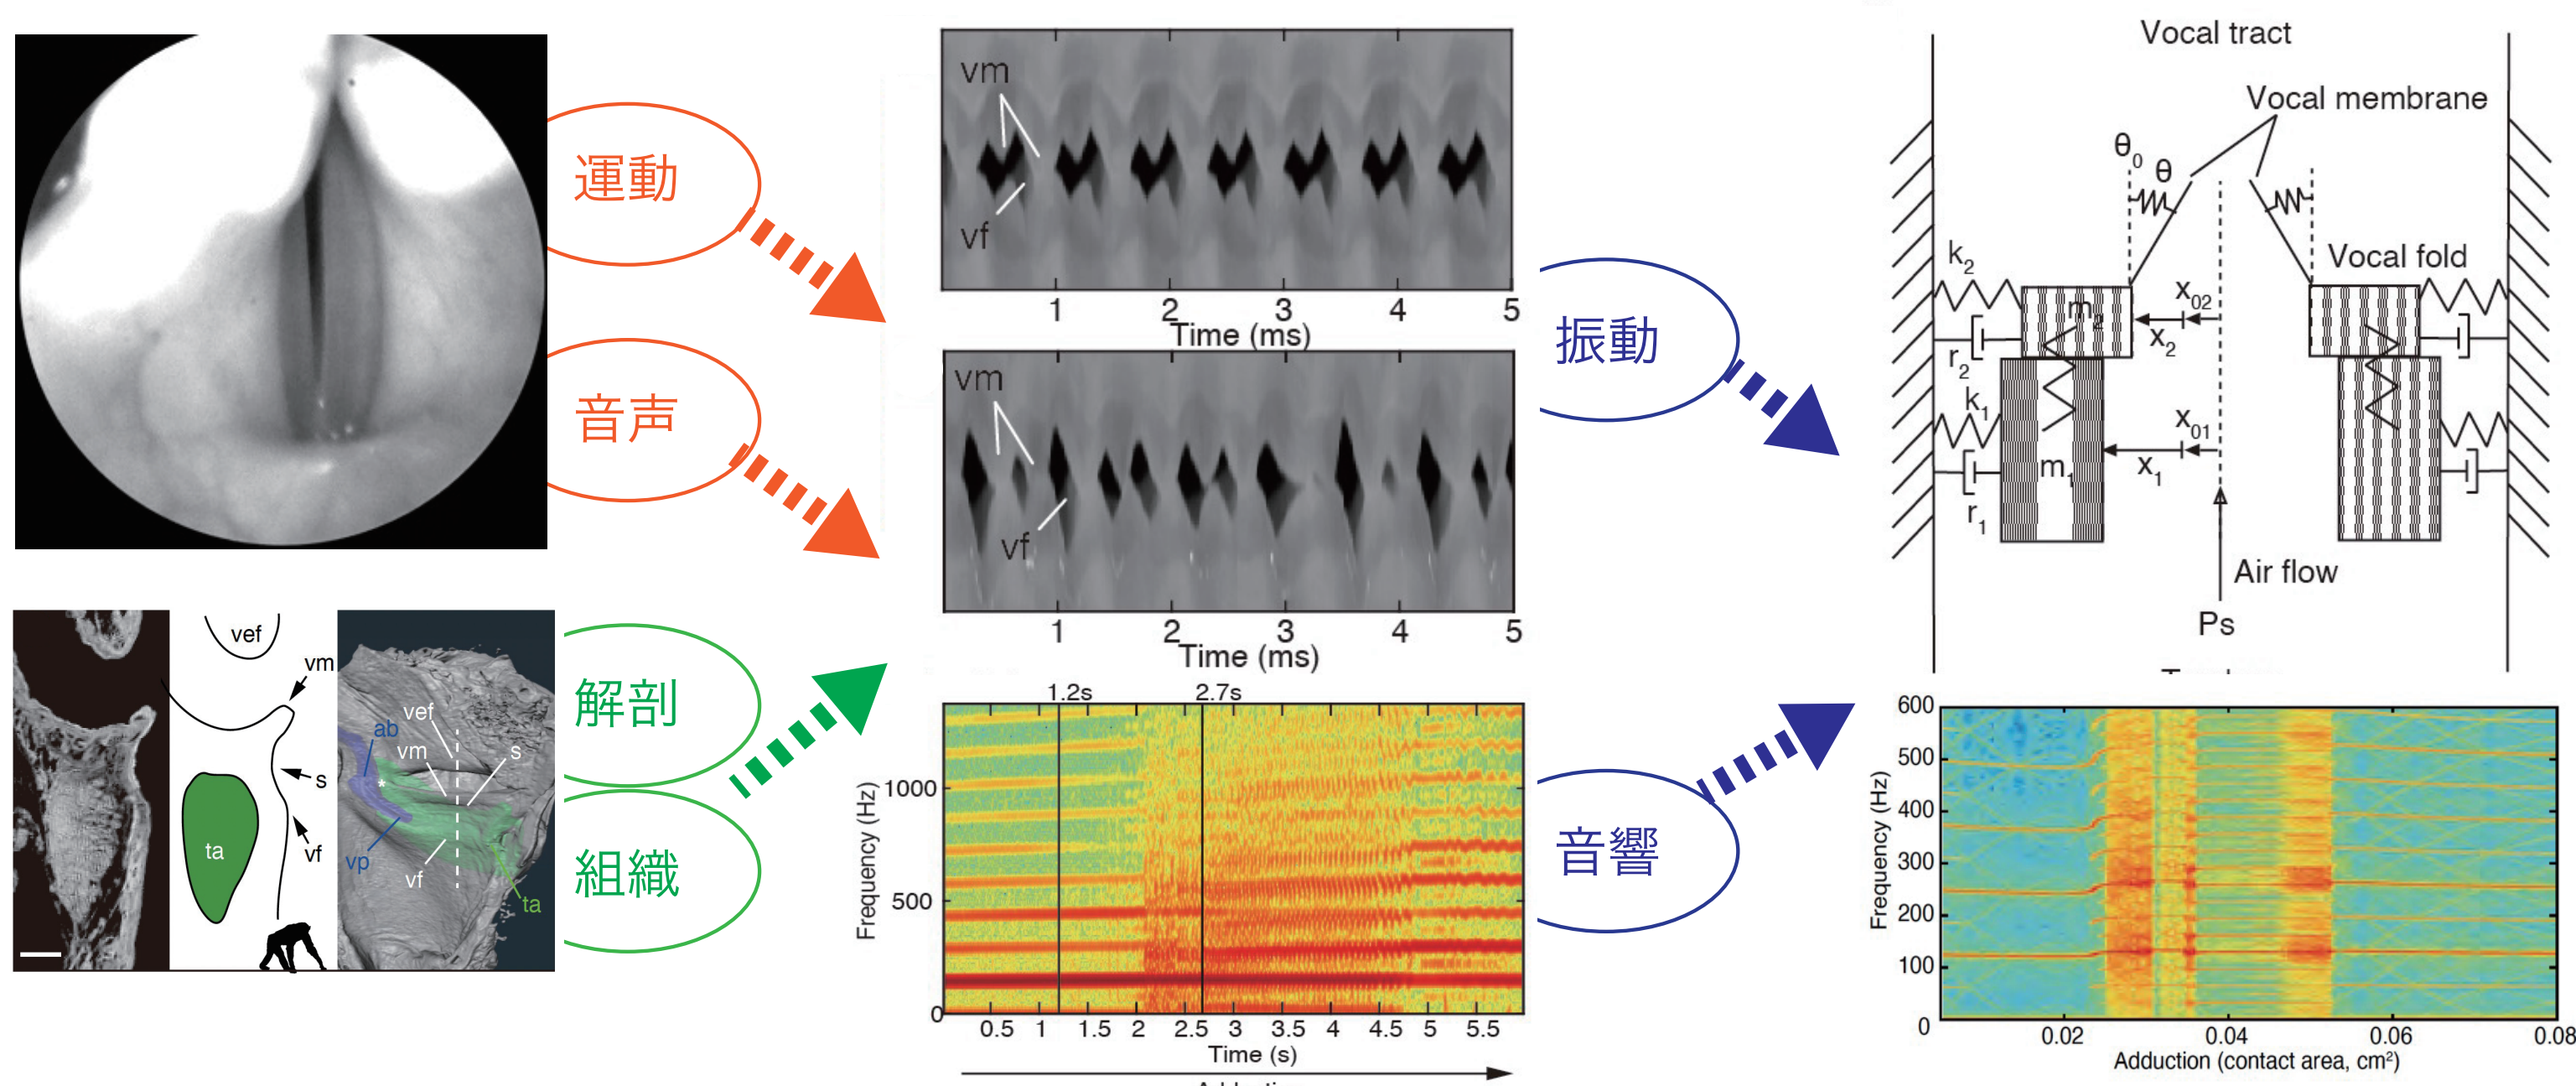 運動
音声
解剖
組織
vef
vm
s
ta
vf
ab
vef
vm
s
*
vp
vf
ta
vm
vf
1 2 3 4 5
Time (ms)
vm
vf
1 2 3 4 5
Time (ms)
1.2s 2.7s
1000
500
0
Frequency (Hz)
0.5 1 1.5 2 2.5 3 3.5 4 4.5 5 5.5
Time (s)
振動
音響
Vocal tract
Vocal membrane
θ0
θ
Vocal fold
k2
m2
x02
x2
r2
k1
x01
m1
x1
r1
Air flow
Ps
600
500
400
300
200
100
0
Frequency (Hz)
0.02 0.04 0.06 0.08
Adduction (contact area, cm²)